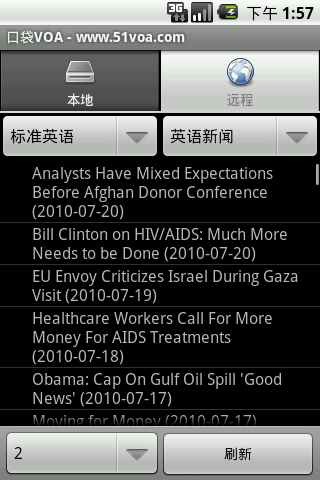 3G
下午 1:57
口袋VOA - www.51voa.com
本地
远程
标准英语
英语新闻
Analysts Have Mixed Expectations
Before Afghan Donor Conference
(2010-07-20)
Bill Clinton on HIV/AIDS: Much More
Needs to be Done (2010-07-20)
EU Envoy Criticizes Israel During Gaza
Visit (2010-07-19)
Healthcare Workers Call For More
Money For AIDS Treatments
(2010-07-18)
Obama: Cap On Gulf Oil Spill 'Good
News' (2010-07-17)
Moving for Money (2010-07-17)
2
刷新